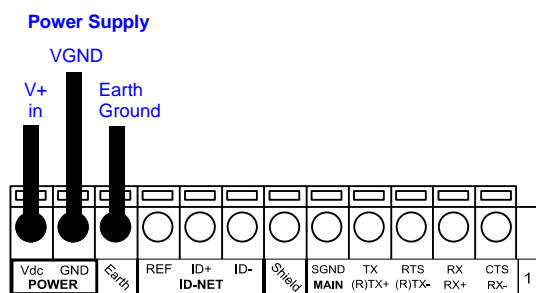 Power Supply
VGND
V+ in
Earth Ground
Vdc GND Earth REF ID+ ID- Shield SGND TX RTS RX CTS 1
POWER ID-NET MAIN (R)TX+ (R)TX- RX+ RX-